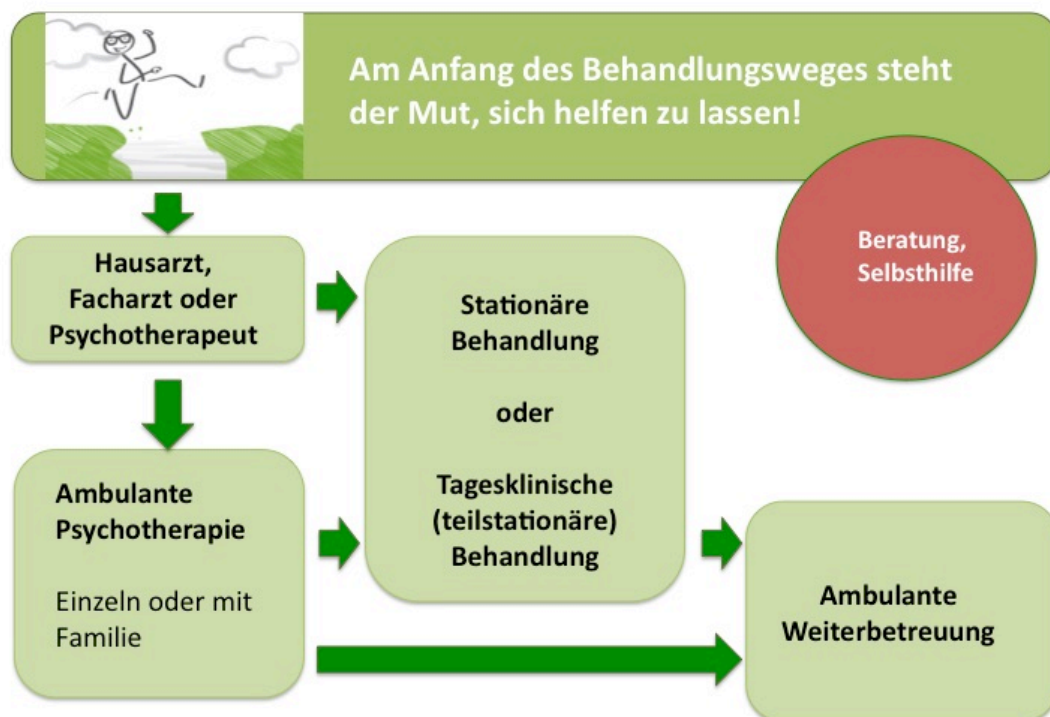 Am Anfang des Behandlungsweges steht
der Mut, sich helfen zu lassen!
Beratung,
Selbsthilfe
Hausarzt,
Facharzt oder
Psychotherapeut
Stationäre
Behandlung
oder
Tagesklinische
(teilstationäre)
Behandlung
Ambulante
Psychotherapie
Einzeln oder mit
Familie
Ambulante
Weiterbetreuung